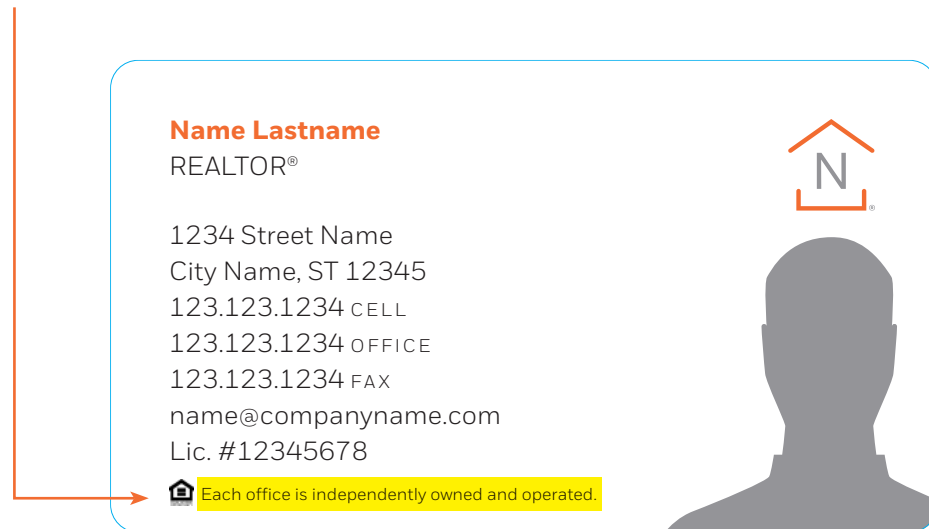 Name Lastname
REALTOR®
N
®
1234 Street Name
City Name, ST 12345
123.123.1234 CELL
123.123.1234 OFFICE
123.123.1234 FAX
name@companyname.com
Lic. #12345678
Each office is independently owned and operated.